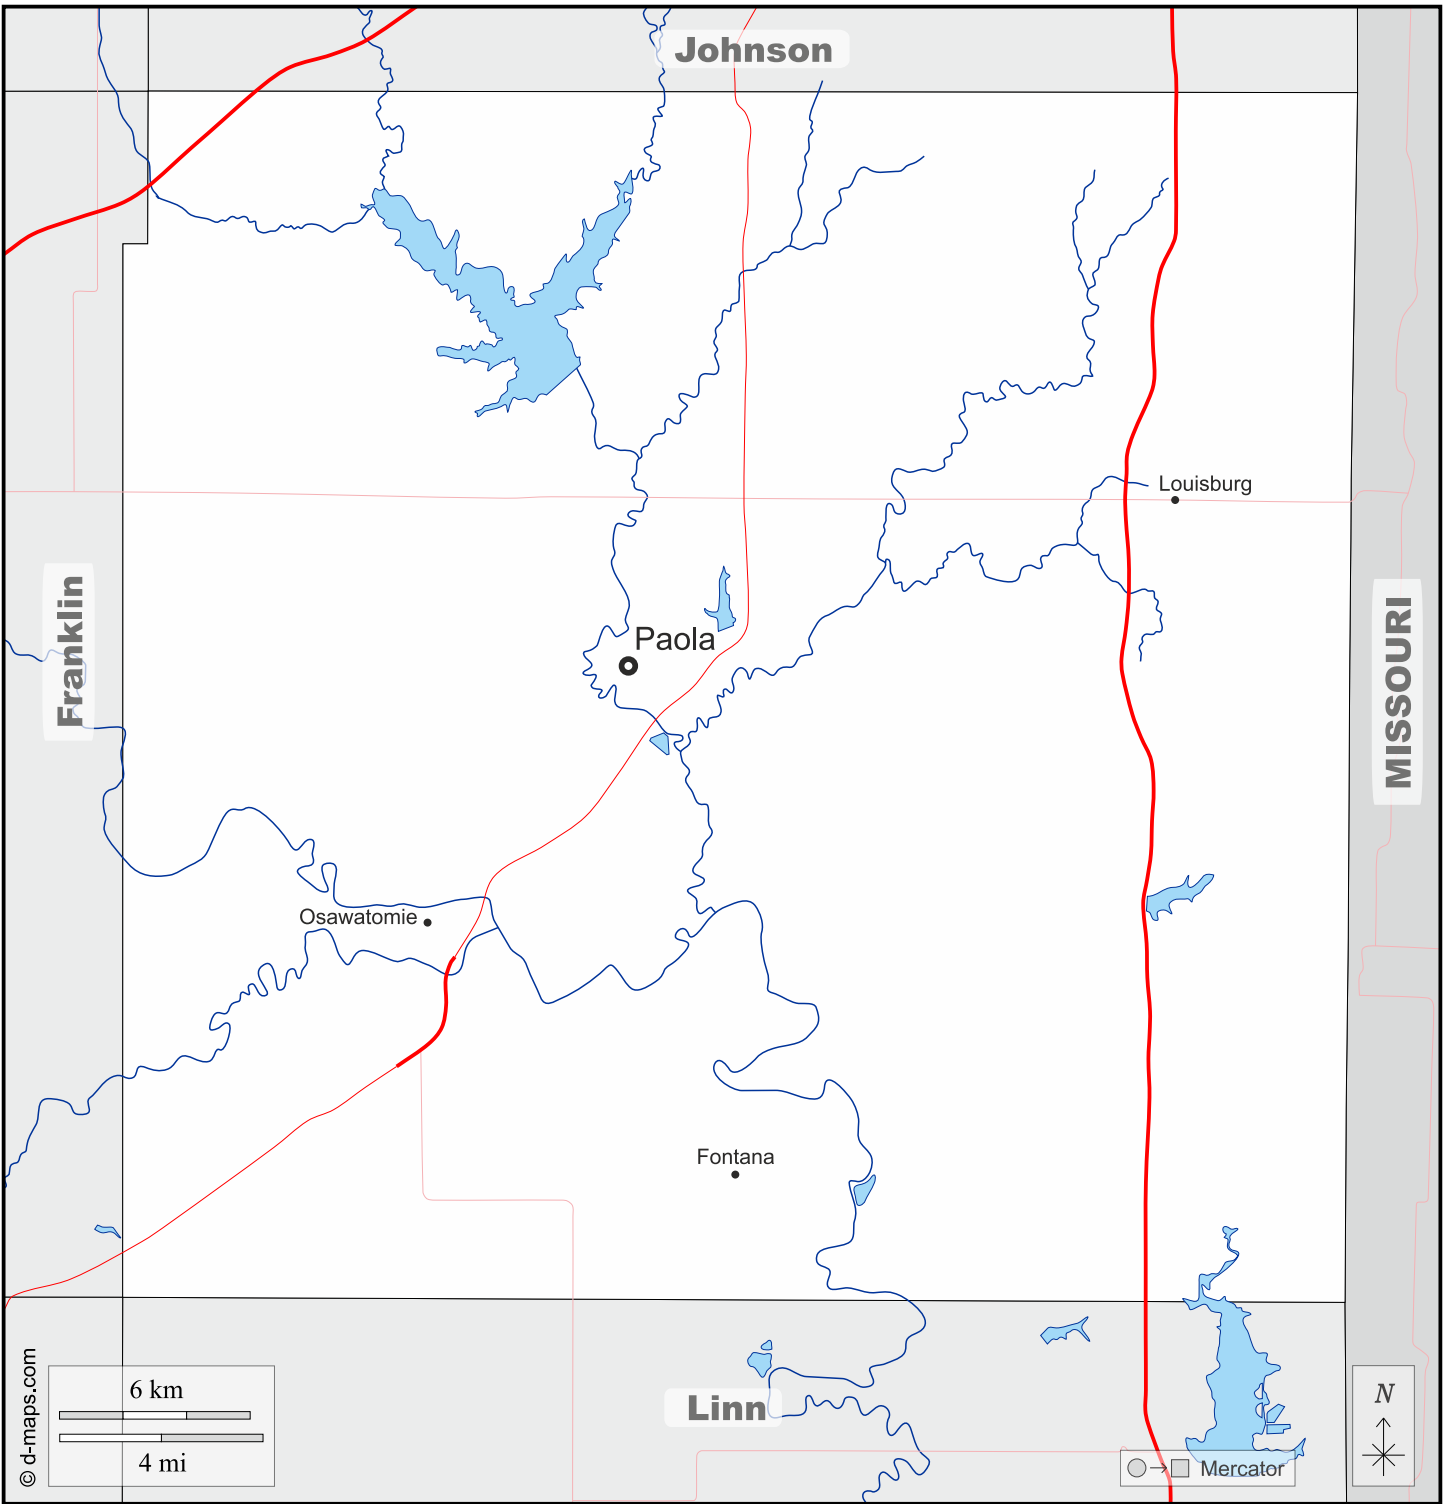 Johnson
Louisburg
Franklin
MISSOURI
Paola
Osawatomie
Fontana
Linn
© d-maps.com
6 km
4 mi
N
Mercator